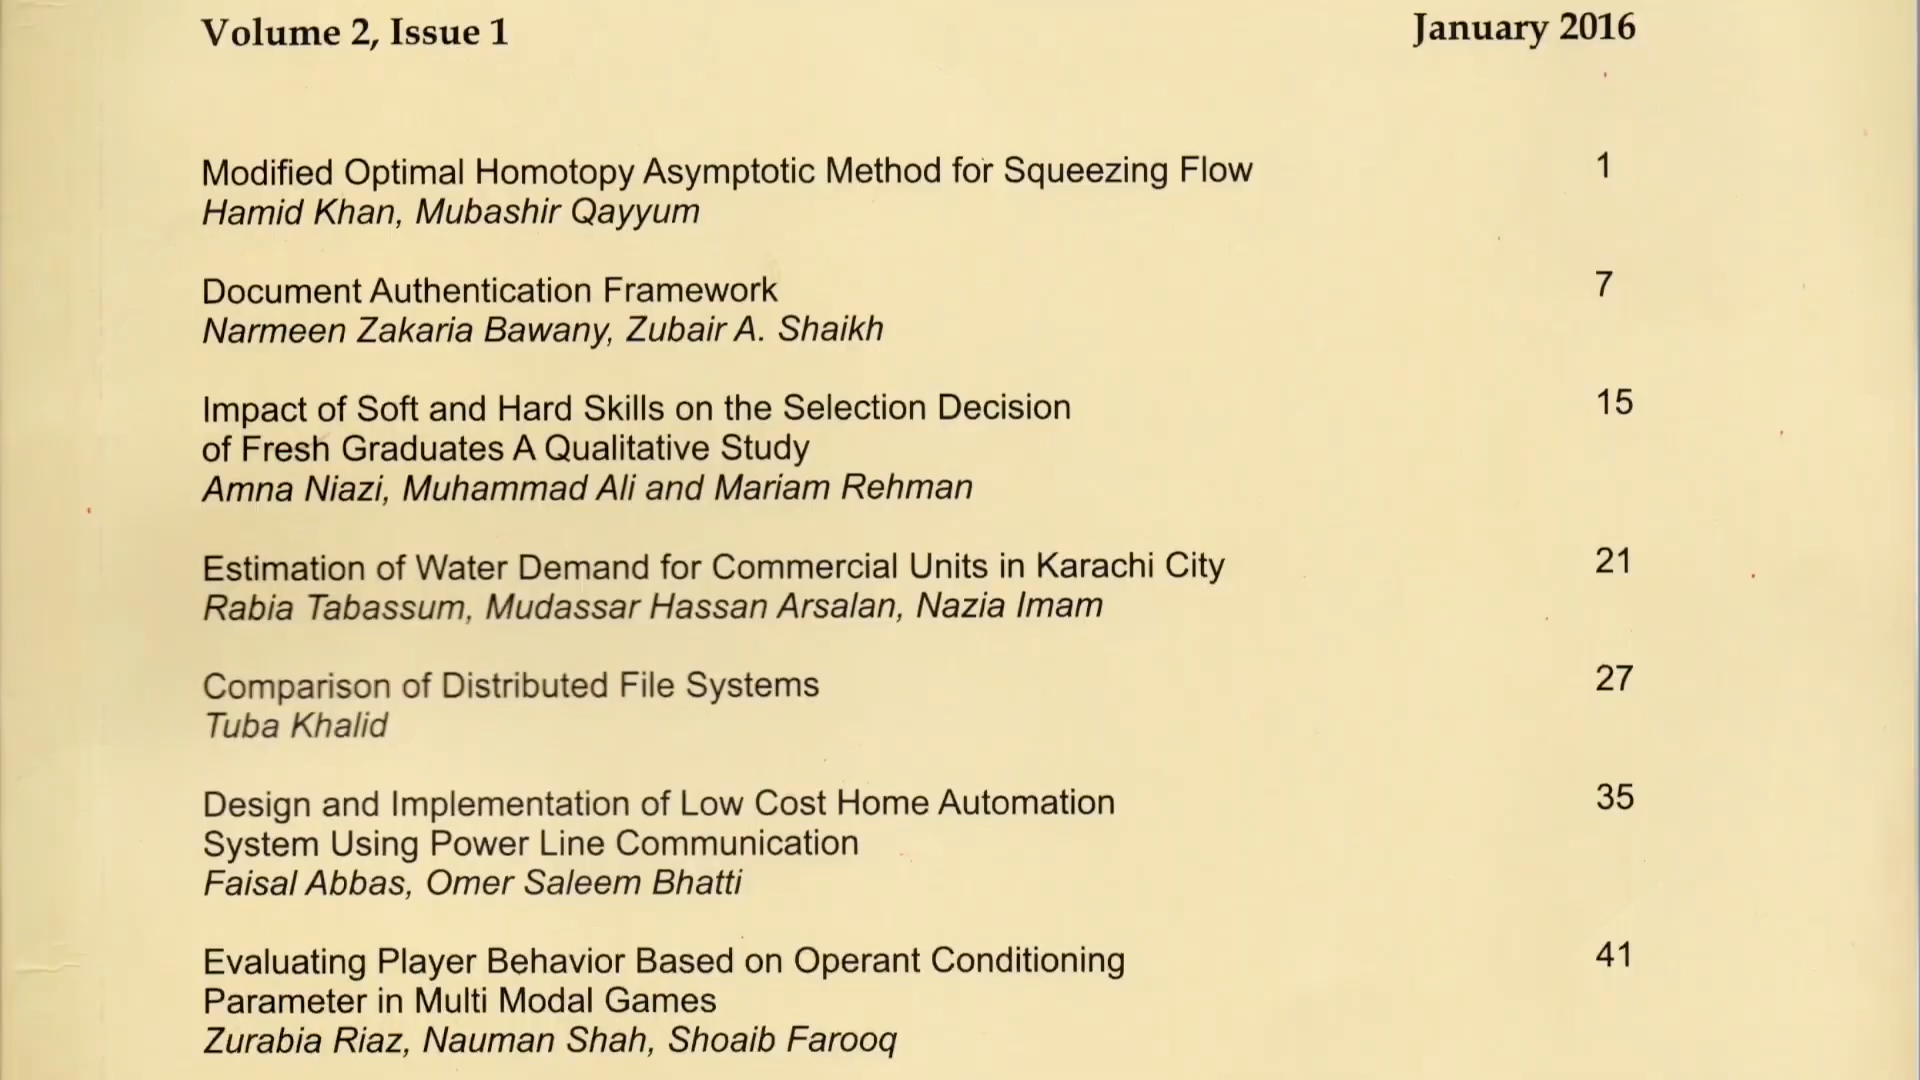 Volume 2, Issue 1 January 2016
Modified Optimal Homotopy Asymptotic Method for Squeezing Flow 1
Hamid Khan, Mubashir Qayyum
Document Authentication Framework 7
Narmeen Zakaria Bawany, Zubair A. Shaikh
Impact of Soft and Hard Skills on the Selection Decision 15
of Fresh Graduates A Qualitative Study
Amna Niazi, Muhammad Ali and Mariam Rehman
Estimation of Water Demand for Commercial Units in Karachi City 21
Rabia Tabassum, Mudassar Hassan Arsalan, Nazia Imam
Comparison of Distributed File Systems 27
Tuba Khalid
Design and Implementation of Low Cost Home Automation 35
System Using Power Line Communication
Faisal Abbas, Omer Saleem Bhatti
Evaluating Player Behavior Based on Operant Conditioning 41
Parameter in Multi Modal Games
Zurabia Riaz, Nauman Shah, Shoaib Farooq